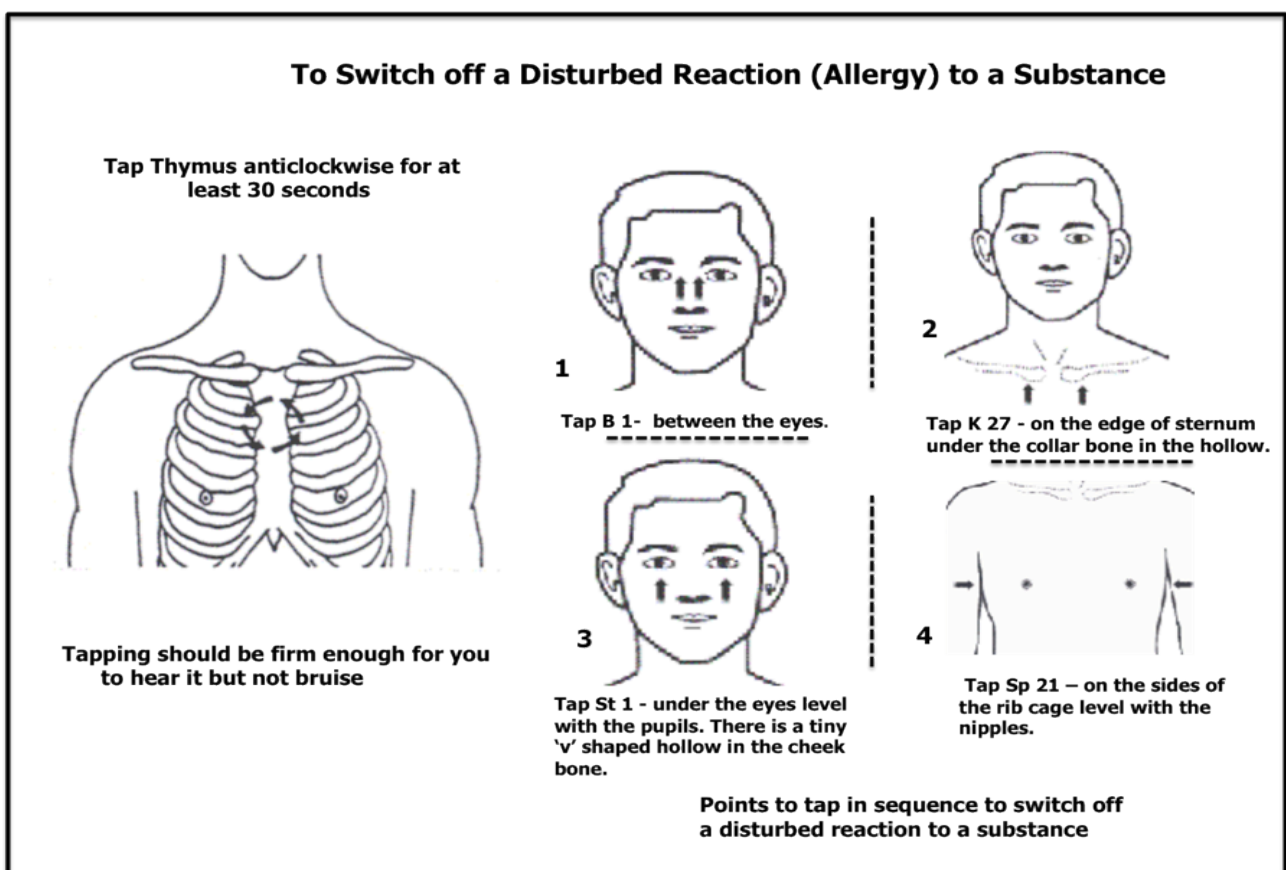 To Switch off a Disturbed Reaction (Allergy) to a Substance
Tap Thymus anticlockwise for at
least 30 seconds
Tapping should be firm enough for you
to hear it but not bruise
1
Tap B 1- between the eyes.
2
Tap K 27 - on the edge of sternum
under the collar bone in the hollow.
3
Tap St 1 - under the eyes level
with the pupils. There is a tiny
‘v’ shaped hollow in the cheek
bone.
4
Tap Sp 21 – on the sides of
the rib cage level with the
nipples.
Points to tap in sequence to switch off
a disturbed reaction to a substance